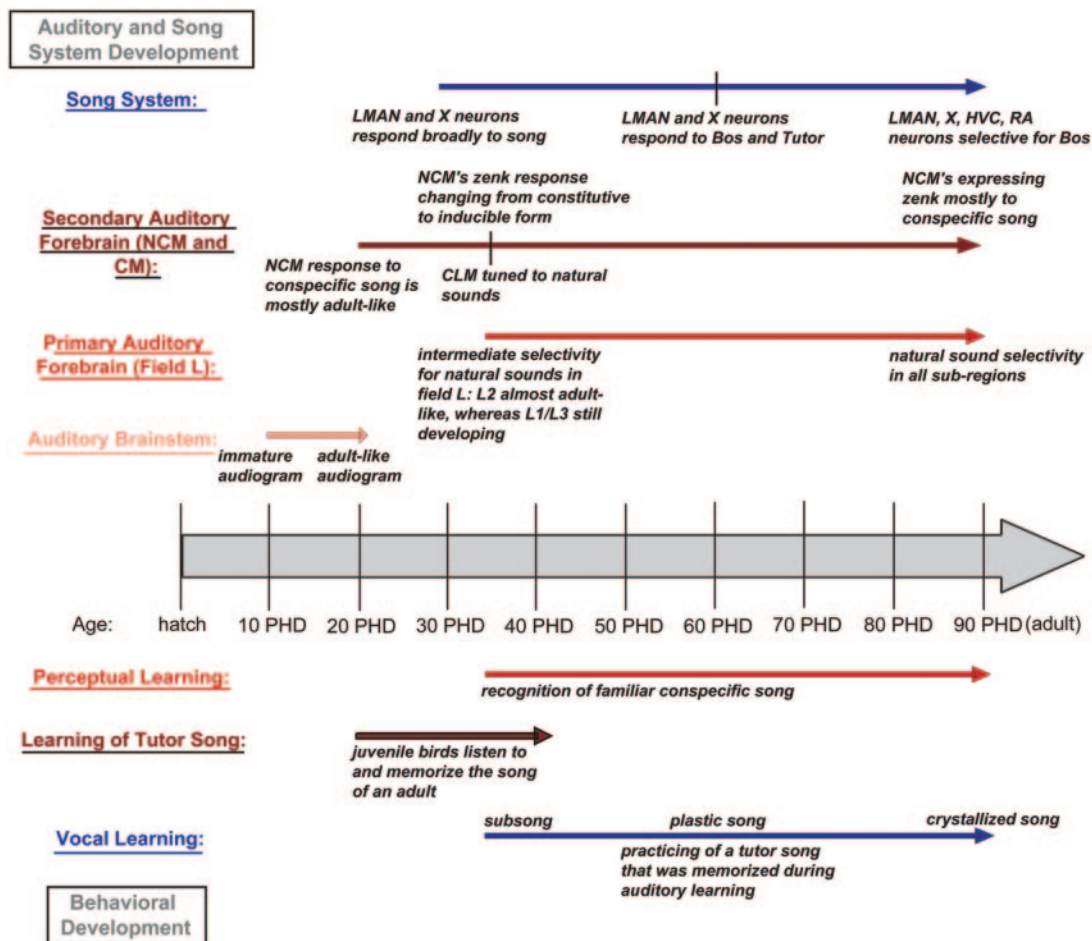 Auditory and Song
System Development
Song System:
LMAN and X neurons
respond broadly to song
LMAN and X neurons
respond to Bos and Tutor
LMAN, X, HVC, RA
neurons selective for Bos
Secondary Auditory
Forebrain (NCM and
CM):
NCM's zenk response
changing from constitutive
to inducible form
NCM's expressing
zenk mostly to
conspecific song
NCM response to
conspecific song is
mostly adult-like
CLM tuned to natural
sounds
Primary Auditory
Forebrain (Field L):
intermediate selectivity
for natural sounds in
field L: L2 almost adult-
like, whereas L1/L3 still
developing
natural sound selectivity
in all sub-regions
Auditory Brainstem:
immature
audiogram
adult-like
audiogram
Age: hatch 10 PHD 20 PHD 30 PHD 40 PHD 50 PHD 60 PHD 70 PHD 80 PHD 90 PHD (adult)
Perceptual Learning:
recognition of familiar conspecific song
Learning of Tutor Song:
juvenile birds listen to
and memorize the song
of an adult
Vocal Learning:
subsong plastic song crystallized song
practicing of a tutor song
that was memorized during
auditory learning
Behavioral
Development